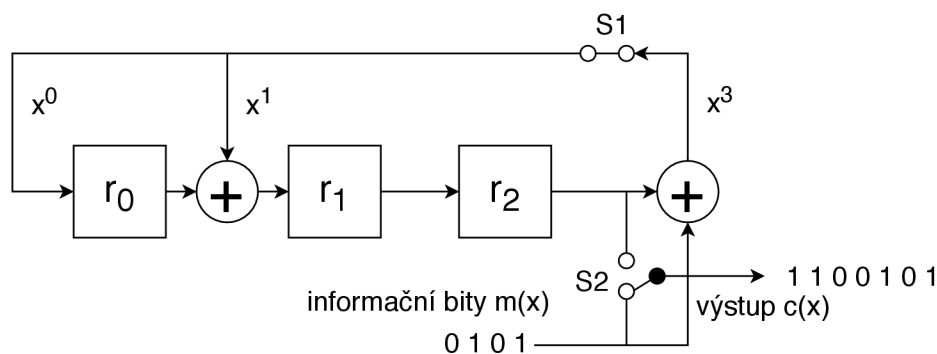 S1
x⁰
x¹
x³
r₀
+
r₁
r₂
+
S2
1 1 0 0 1 0 1
informační bity m(x)
výstup c(x)
0 1 0 1